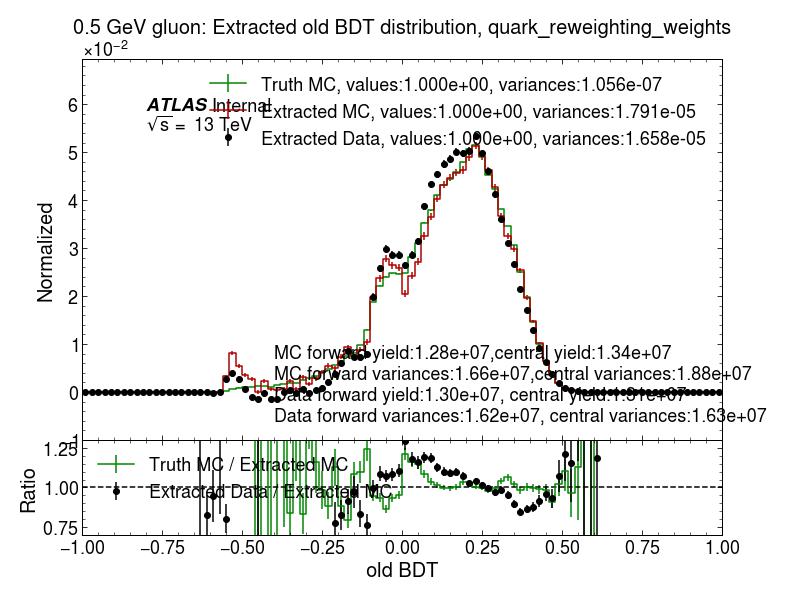 0.5 GeV gluon: Extracted old BDT distribution, quark_reweighting_weights
×10⁻²
Truth MC, values:1.000e+00, variances:1.056e-07
ATLAS Internal
Extracted MC, values:1.000e+00, variances:1.791e-05
√s = 13 TeV
Extracted Data, values:1.000e+00, variances:1.658e-05
6
5
4
3
2
1
0
Normalized
MC forward yield:1.28e+07,central yield:1.34e+07
MC forward variances:1.66e+07,central variances:1.88e+07
Data forward yield:1.30e+07, central yield:1.31e+07
Data forward variances:1.62e+07, central variances:1.63e+07
1.25
1.00
0.75
Ratio
Truth MC / Extracted MC
Extracted Data / Extracted MC
−1.00 −0.75 −0.50 −0.25 0.00 0.25 0.50 0.75 1.00
old BDT